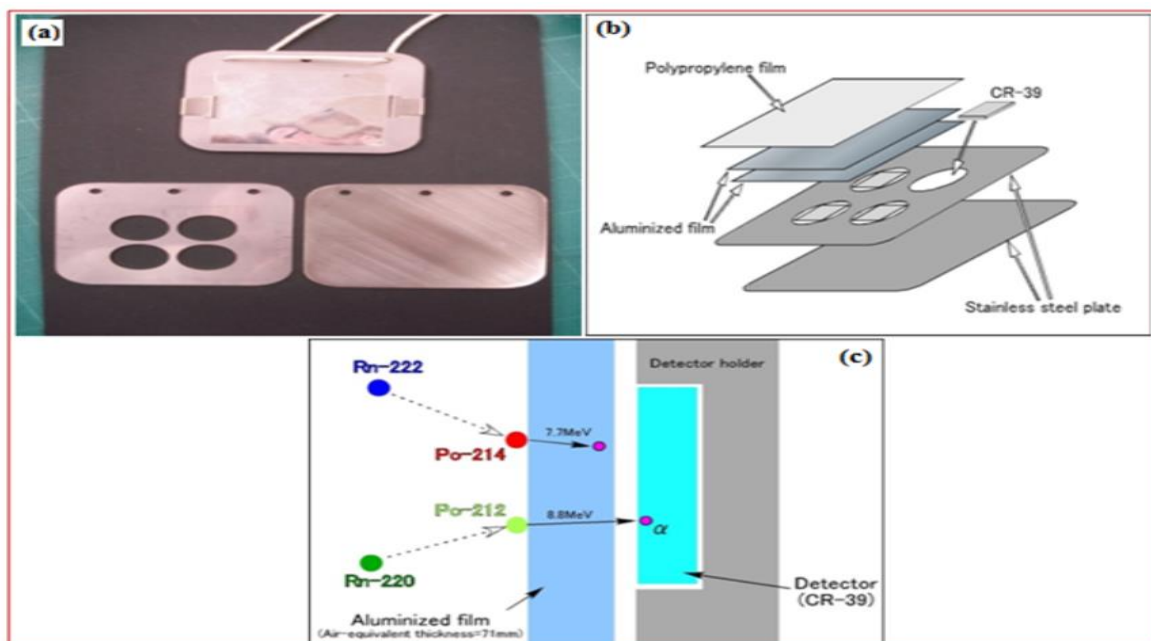 (a)
(b)
Polypropylene film
CR-39
Aluminized film
Stainless steel plate
(c)
Rn-222
Detector holder
7.7MeV
Po-214
Po-212
8.8MeV
α
Rn-220
Aluminized film
(Air-equivalent thickness=71mm)
Detector
(CR-39)